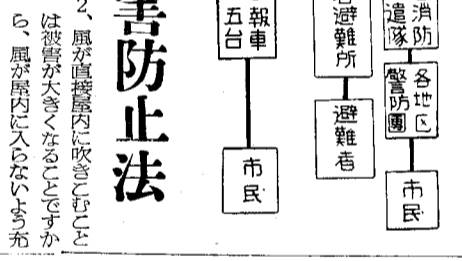 消防
遣隊
各地区
警防團
市民
避難所
避難者
報車
五台
市民
害防止法
2、風が直接屋内に吹きこむこと
は被害が大きくなることですか
ら、風が屋内に入らないよう充